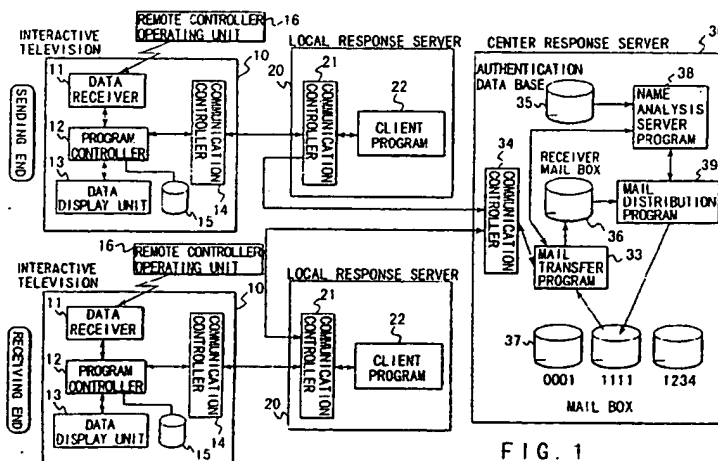 REMOTE CONTROLLER
OPERATING UNIT
16
INTERACTIVE
TELEVISION
10
11
DATA
RECEIVER
12
PROGRAM
CONTROLLER
13
DATA
DISPLAY UNIT
COMMUNICATION
CONTROLLER
14
15
SENDING END
LOCAL RESPONSE SERVER
20
21
COMMUNICATION
CONTROLLER
22
CLIENT
PROGRAM
CENTER RESPONSE SERVER
AUTHENTICATION
DATA BASE
35
38
NAME
ANALYSIS
SERVER
PROGRAM
34
COMMUNICATION
CONTROLLER
RECEIVER
MAIL BOX
36
39
MAIL
DISTRIBUTION
PROGRAM
33
MAIL
TRANSFER
PROGRAM
37
0001
1111
1234
MAIL BOX
16
REMOTE CONTROLLER
OPERATING UNIT
INTERACTIVE
TELEVISION
10
11
DATA
RECEIVER
12
PROGRAM
CONTROLLER
13
DATA
DISPLAY UNIT
COMMUNICATION
CONTROLLER
14
15
RECEIVING END
LOCAL RESPONSE SERVER
20
21
COMMUNICATION
CONTROLLER
22
CLIENT
PROGRAM
FIG. 1